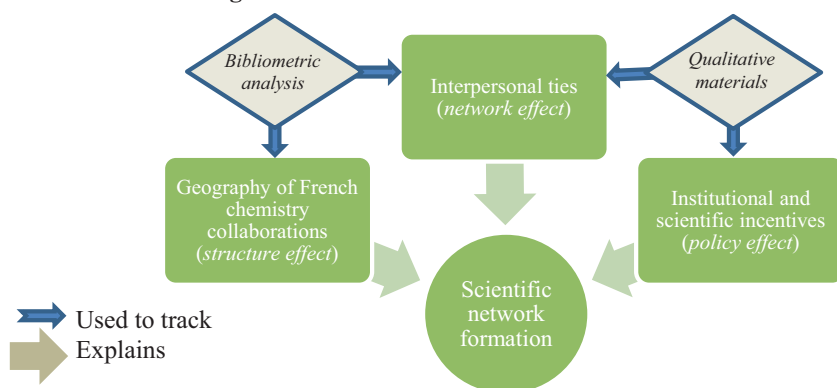 Bibliometric
analysis
Interpersonal ties
(network effect)
Qualitative
materials
Geography of French
chemistry
collaborations
(structure effect)
Institutional and
scientific incentives
(policy effect)
Scientific
network
formation
Used to track
Explains